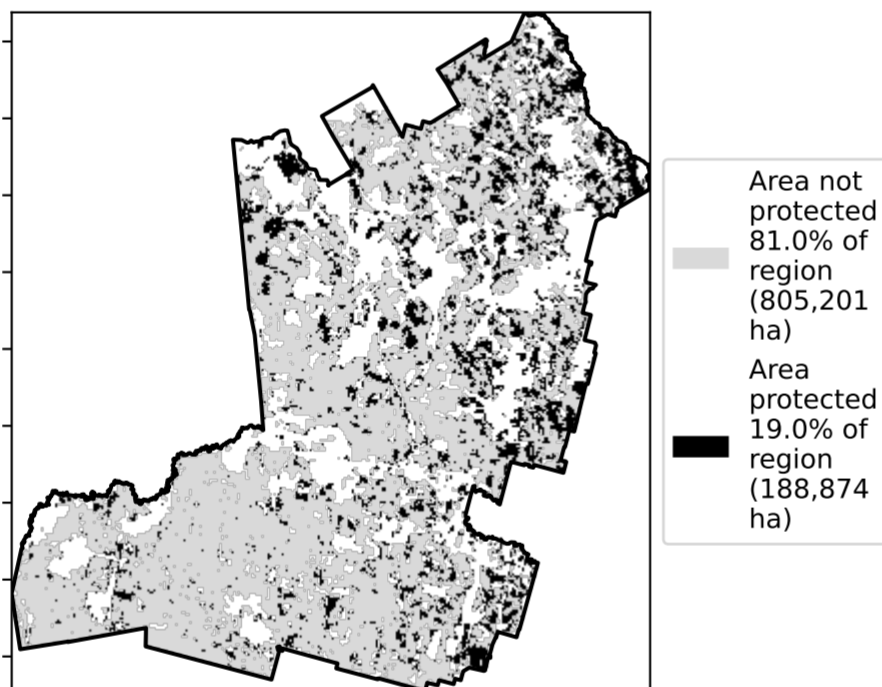 Area not
protected
81.0% of
region
(805,201
ha)
Area
protected
19.0% of
region
(188,874
ha)